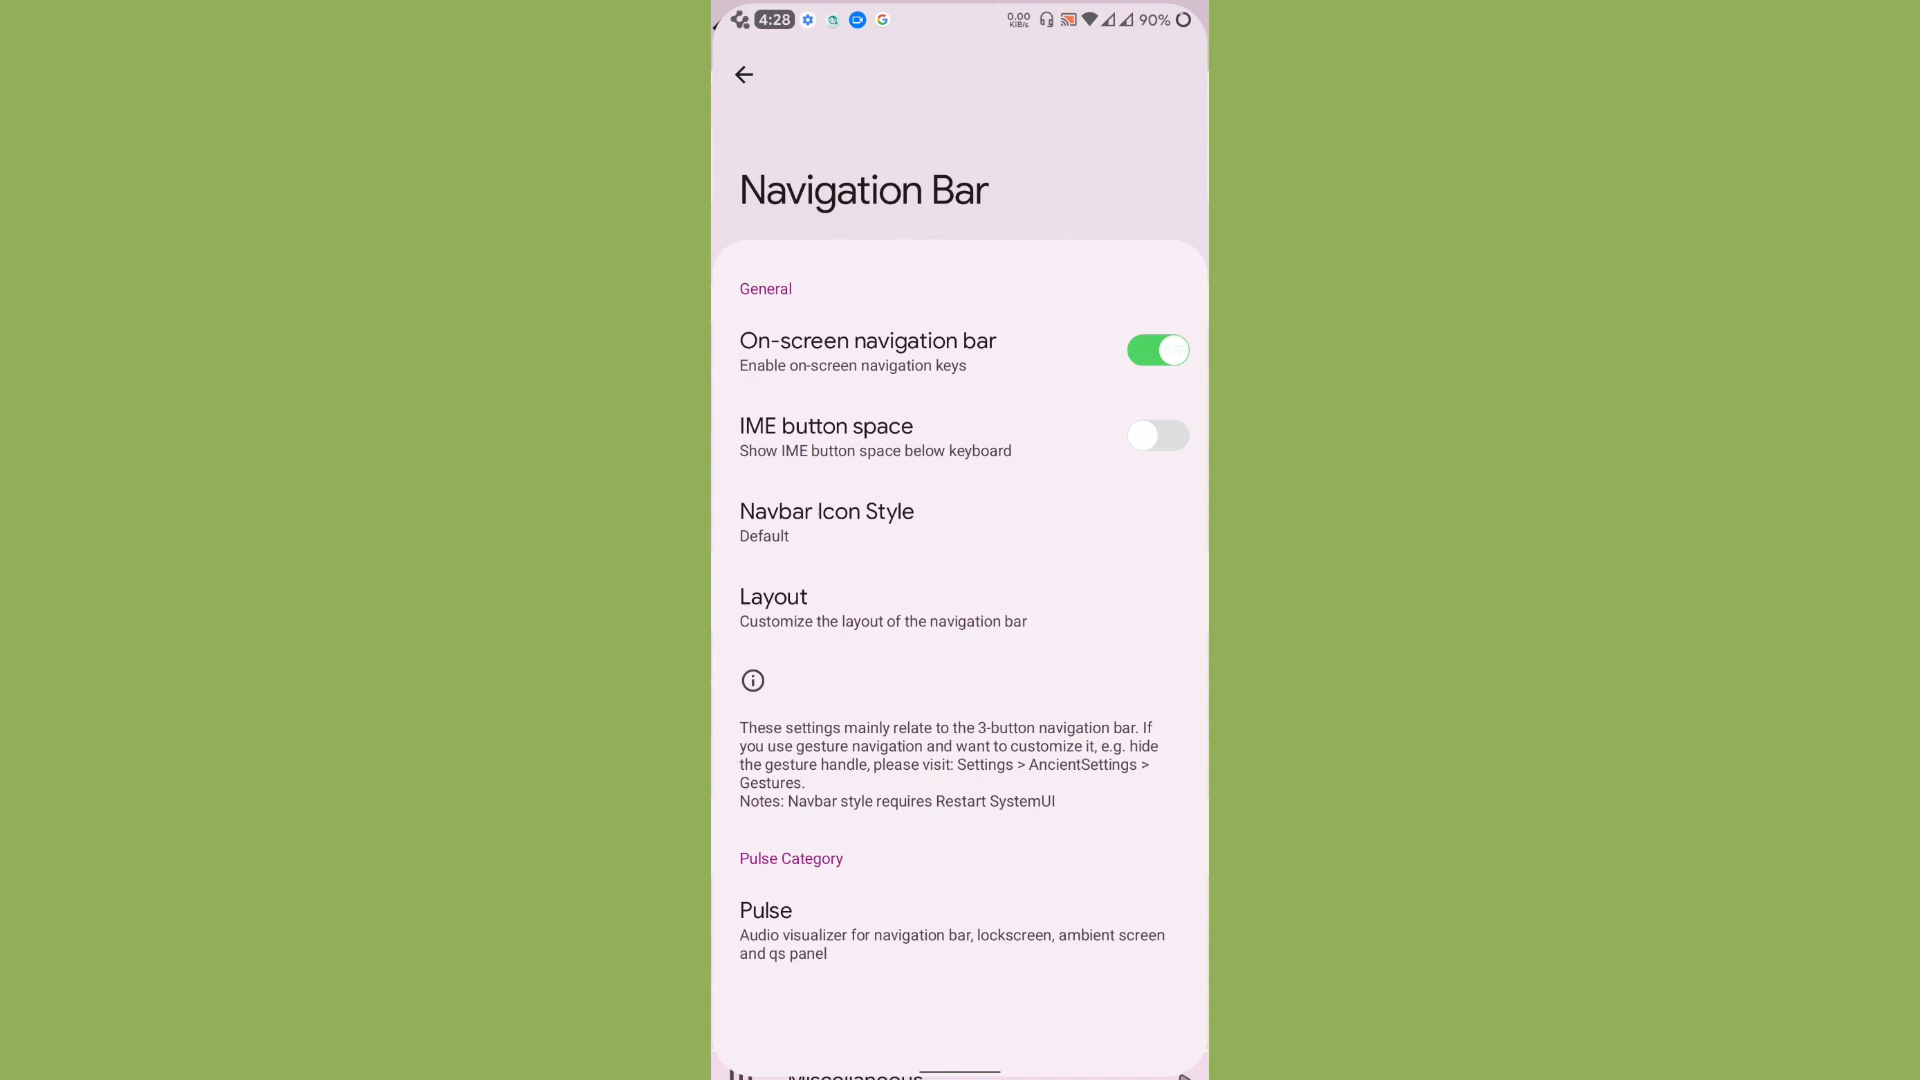 4:28
0.00
KiB/s
90%
Navigation Bar
General
On-screen navigation bar
Enable on-screen navigation keys
IME button space
Show IME button space below keyboard
Navbar Icon Style
Default
Layout
Customize the layout of the navigation bar
These settings mainly relate to the 3-button navigation bar. If
you use gesture navigation and want to customize it, e.g. hide
the gesture handle, please visit: Settings > AncientSettings >
Gestures.
Notes: Navbar style requires Restart SystemUI
Pulse Category
Pulse
Audio visualizer for navigation bar, lockscreen, ambient screen
and qs panel
Miscellaneous